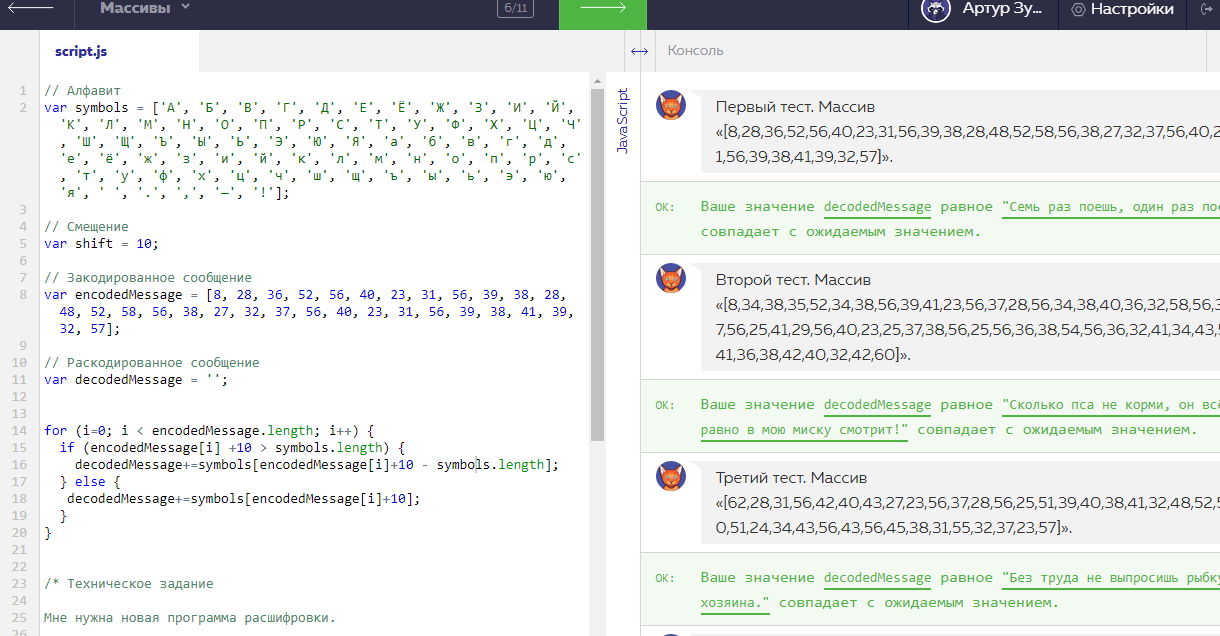 Массивы
6/11
Артур Зу...
Настройки
script.js
Консоль
JavaScript
1 // Алфавит
2 var symbols = ['А', 'Б', 'В', 'Г', 'Д', 'Е', 'Ё', 'Ж', 'З', 'И', 'Й',
'К', 'Л', 'М', 'Н', 'О', 'П', 'Р', 'С', 'Т', 'У', 'Ф', 'Х', 'Ц', 'Ч'
, 'Ш', 'Щ', 'Ъ', 'Ы', 'Ь', 'Э', 'Ю', 'Я', 'а', 'б', 'в', 'г', 'д',
'е', 'ё', 'ж', 'з', 'и', 'й', 'к', 'л', 'м', 'н', 'о', 'п', 'р', 'с'
, 'т', 'у', 'ф', 'х', 'ц', 'ч', 'ш', 'щ', 'ъ', 'ы', 'ь', 'э', 'ю',
'я', ' ', '.', ',', '—', '!'];
3
4 // Смещение
5 var shift = 10;
6
7 // Закодированное сообщение
8 var encodedMessage = [8, 28, 36, 52, 56, 40, 23, 31, 56, 39, 38, 28,
48, 52, 58, 56, 38, 27, 32, 37, 56, 40, 23, 31, 56, 39, 38, 41, 39,
32, 57];
9
10 // Раскодированное сообщение
11 var decodedMessage = '';
12
13
14 for (i=0; i < encodedMessage.length; i++) {
15 if (encodedMessage[i] +10 > symbols.length) {
16 decodedMessage+=symbols[encodedMessage[i]+10 - symbols.length];
17 } else {
18 decodedMessage+=symbols[encodedMessage[i]+10];
19 }
20 }
21
22
23 /* Техническое задание
24
25 Мне нужна новая программа расшифровки.
26
Первый тест. Массив
«[8,28,36,52,56,40,23,31,56,39,38,28,48,52,58,56,38,27,32,37,56,40,2
1,56,39,38,41,39,32,57]».
OK: Ваше значение decodedMessage равное "Семь раз поешь, один раз пос
совпадает с ожидаемым значением.
Второй тест. Массив
«[8,34,38,35,52,34,38,56,39,41,23,56,37,28,56,34,38,40,36,32,58,56,3
7,56,25,41,29,56,40,23,25,37,38,56,25,56,36,38,54,56,36,32,41,34,43,5
41,36,38,42,40,32,42,60]».
OK: Ваше значение decodedMessage равное "Сколько пса не корми, он всё
равно в мою миску смотрит!" совпадает с ожидаемым значением.
Третий тест. Массив
«[62,28,31,56,42,40,43,27,23,56,37,28,56,25,51,39,40,38,41,32,48,52,5
0,51,24,34,43,56,43,56,45,38,31,55,32,37,23,57]».
OK: Ваше значение decodedMessage равное "Без труда не выпросишь рыбку
хозяина." совпадает с ожидаемым значением.